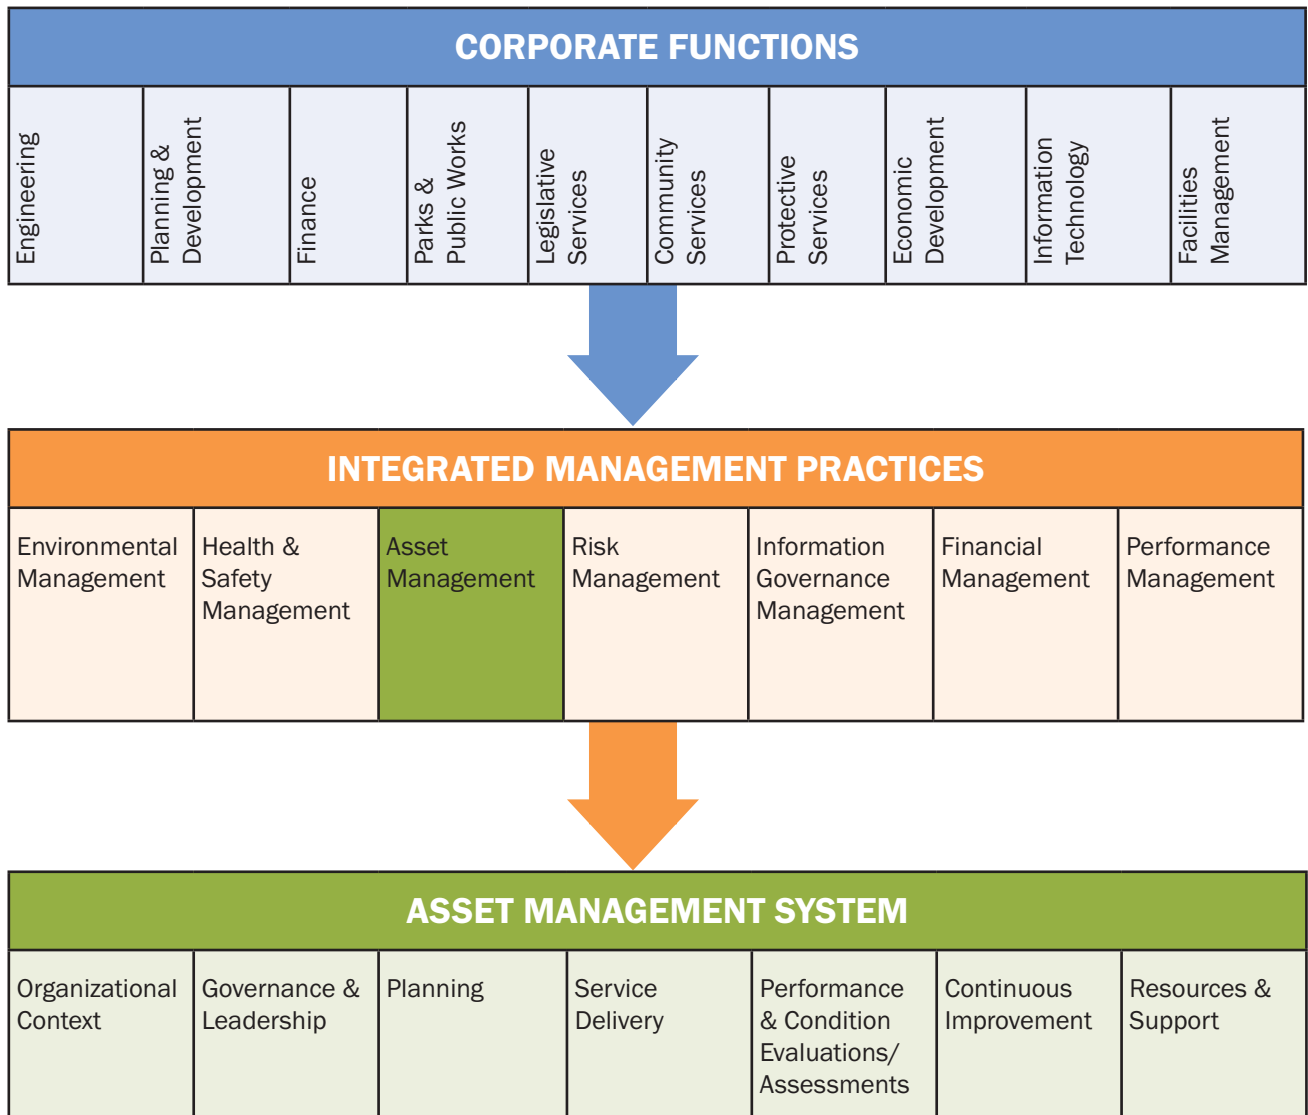 CORPORATE FUNCTIONS
Engineering
Planning &
Development
Finance
Parks &
Public Works
Legislative
Services
Community
Services
Protective
Services
Economic
Development
Information
Technology
Facilities
Management
INTEGRATED MANAGEMENT PRACTICES
Environmental
Management
Health &
Safety
Management
Asset
Management
Risk
Management
Information
Governance
Management
Financial
Management
Performance
Management
ASSET MANAGEMENT SYSTEM
Organizational
Context
Governance &
Leadership
Planning
Service
Delivery
Performance
& Condition
Evaluations/
Assessments
Continuous
Improvement
Resources &
Support